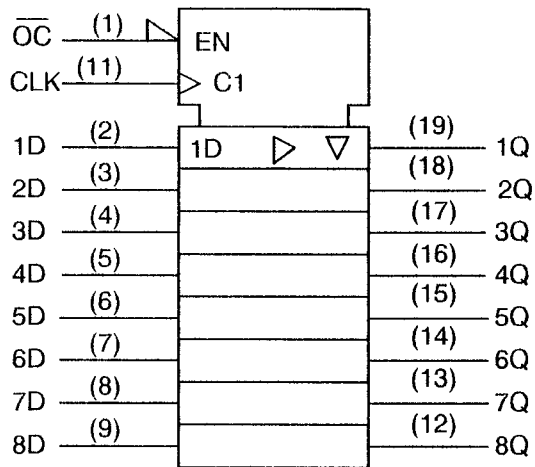 OC (1) EN
CLK (11) C1
1D (2) 1D (19) 1Q
2D (3) (18) 2Q
3D (4) (17) 3Q
4D (5) (16) 4Q
5D (6) (15) 5Q
6D (7) (14) 6Q
7D (8) (13) 7Q
8D (9) (12) 8Q